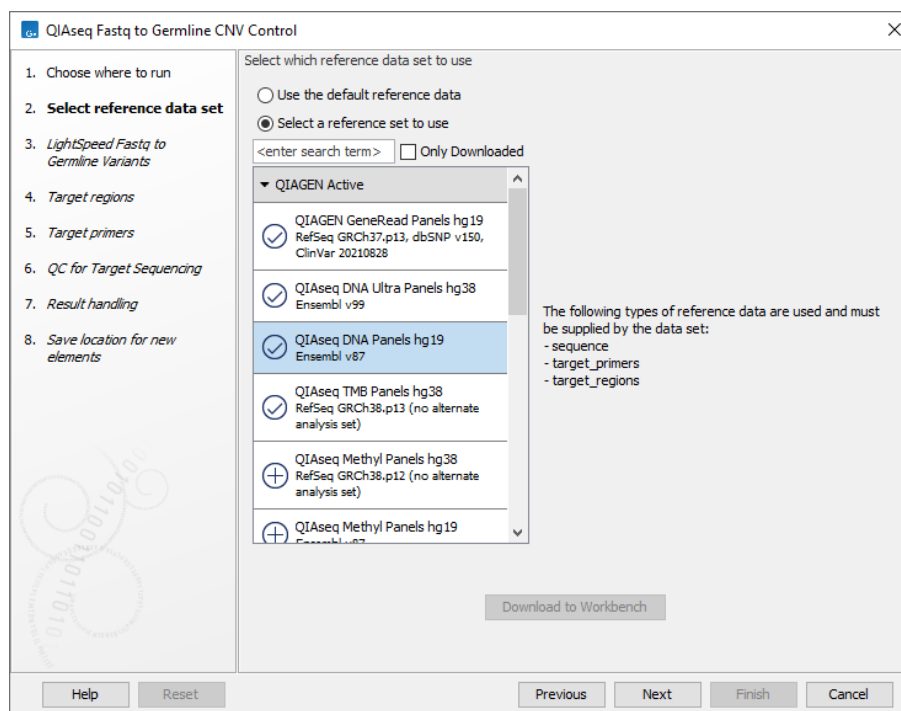 QIAseq Fastq to Germline CNV Control
1. Choose where to run
2. Select reference data set
3. LightSpeed Fastq to
Germline Variants
4. Target regions
5. Target primers
6. QC for Target Sequencing
7. Result handling
8. Save location for new
elements
Select which reference data set to use
Use the default reference data
Select a reference set to use
<enter search term> Only Downloaded
QIAGEN Active
QIAGEN GeneRead Panels hg19
RefSeq GRCh37.p13, dbSNP v150,
ClinVar 20210828
QIAseq DNA Ultra Panels hg38
Ensembl v99
QIAseq DNA Panels hg19
Ensembl v87
QIAseq TMB Panels hg38
RefSeq GRCh38.p13 (no alternate
analysis set)
QIAseq Methyl Panels hg38
RefSeq GRCh38.p12 (no alternate
analysis set)
QIAseq Methyl Panels hg19
Ensembl v87
The following types of reference data are used and must
be supplied by the data set:
- sequence
- target_primers
- target_regions
Download to Workbench
Help Reset Previous Next Finish Cancel